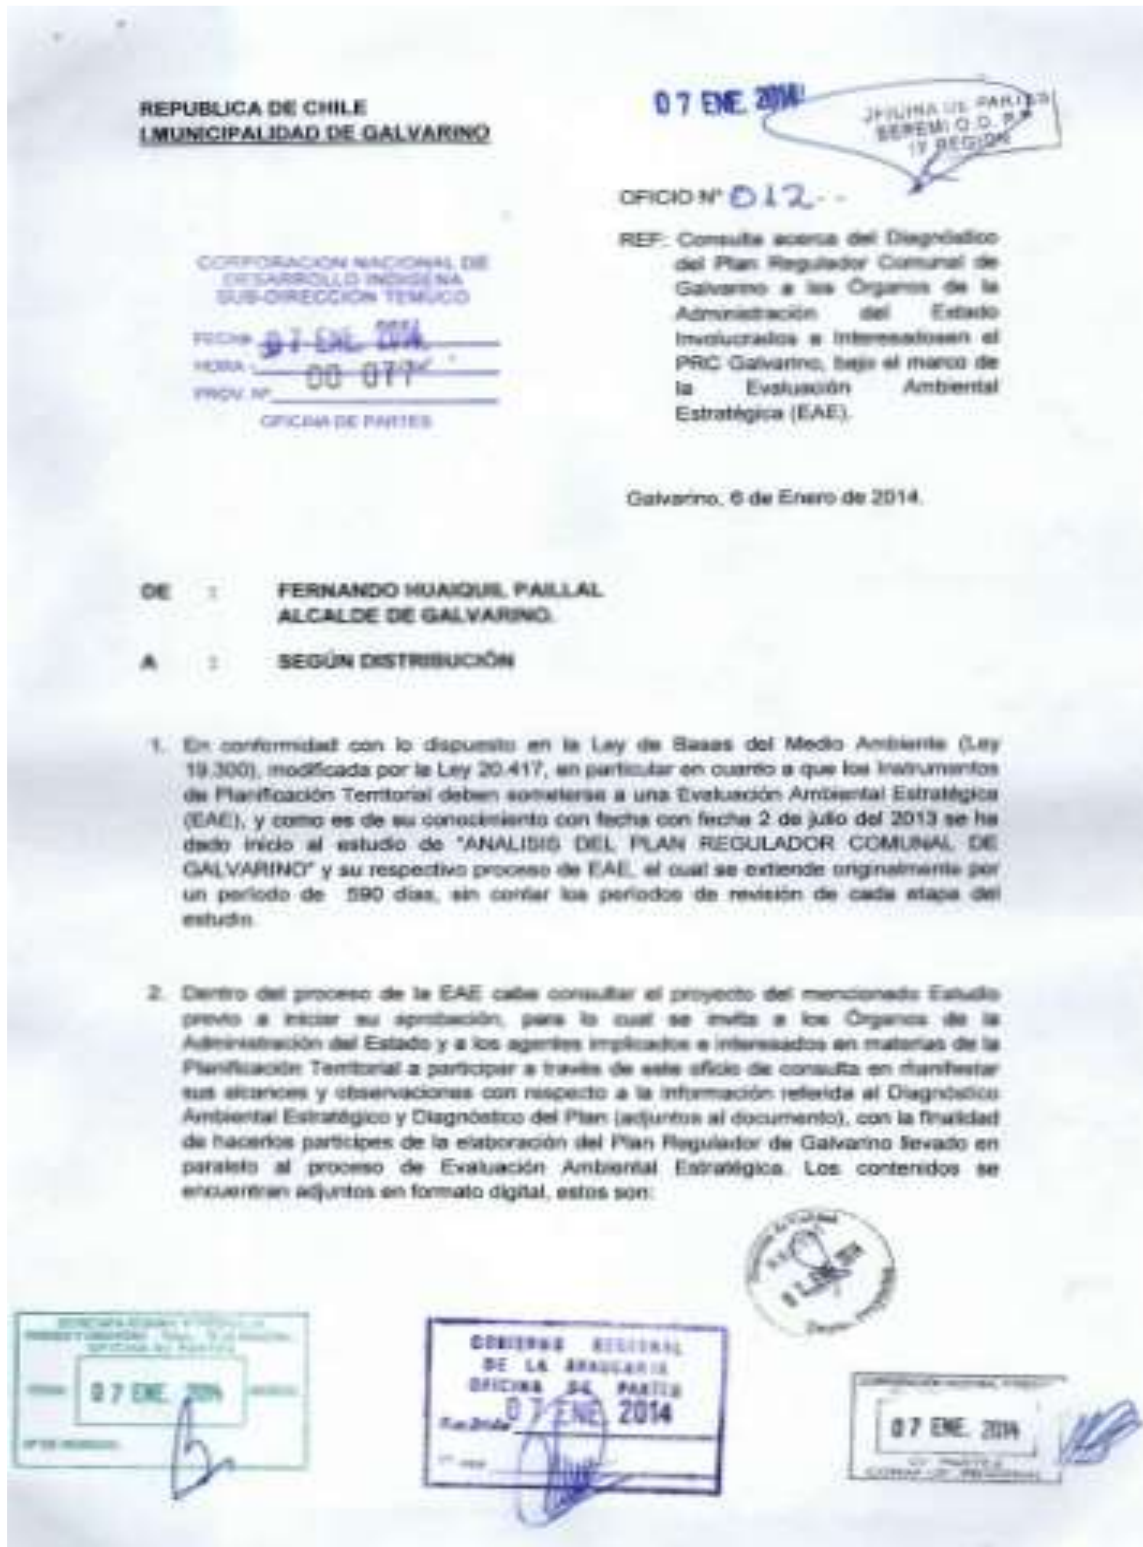 REPUBLICA DE CHILE
I.MUNICIPALIDAD DE GALVARINO
07 ENE. 2014
OFICINA DE PARTES
SEREMI O.P.
IX REGION
OFICIO N° 012.--
REF: Consulta acerca del Diagnóstico
del Plan Regulador Comunal de
Galvarino a los Órganos de la
Administración del Estado
Involucrados e Interesadosen el
PRC Galvarino, bajo el marco de
la Evaluación Ambiental
Estratégica (EAE).
CORPORACION NACIONAL DE
DESARROLLO INDIGENA
SUB-DIRECCION TEMUCO
FECHA 07 ENE. 2014
HORA
PROV. N° 00 077
OFICINA DE PARTES
Galvarino, 6 de Enero de 2014.
DE : FERNANDO HUAIQUIL PAILLAL
ALCALDE DE GALVARINO.
A : SEGÚN DISTRIBUCIÓN
1. En conformidad con lo dispuesto en la Ley de Bases del Medio Ambiente (Ley
19.300), modificada por la Ley 20.417, en particular en cuanto a que los Instrumentos
de Planificación Territorial deben someterse a una Evaluación Ambiental Estratégica
(EAE), y como es de su conocimiento con fecha con fecha 2 de julio del 2013 se ha
dado inicio al estudio de "ANALISIS DEL PLAN REGULADOR COMUNAL DE
GALVARINO" y su respectivo proceso de EAE, el cual se extiende originalmente por
un período de 590 días, sin contar los períodos de revisión de cada etapa del
estudio.
2. Dentro del proceso de la EAE cabe consultar el proyecto del mencionado Estudio
previo a iniciar su aprobación, para lo cual se invita a los Órganos de la
Administración del Estado y a los agentes implicados e interesados en materias de la
Planificación Territorial a participar a través de este oficio de consulta en manifestar
sus alcances y observaciones con respecto a la información referida al Diagnóstico
Ambiental Estratégico y Diagnóstico del Plan (adjuntos al documento), con la finalidad
de hacerlos partícipes de la elaboración del Plan Regulador de Galvarino llevado en
paralelo al proceso de Evaluación Ambiental Estratégica. Los contenidos se
encuentran adjuntos en formato digital, estos son:
OFICINA DE PARTES
07 ENE. 2014
GOBIERNO REGIONAL
DE LA ARAUCANIA
OFICINA DE PARTES
07 ENE 2014
07 ENE. 2014